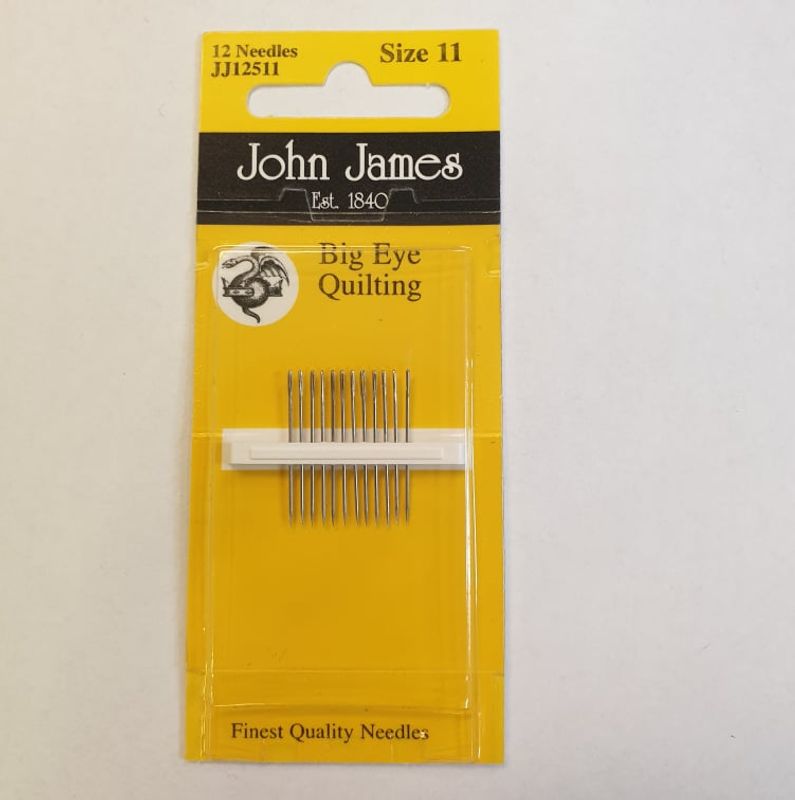 12 Needles
JJ12511
Size 11
John James
Est. 1840
Big Eye
Quilting
Finest Quality Needles